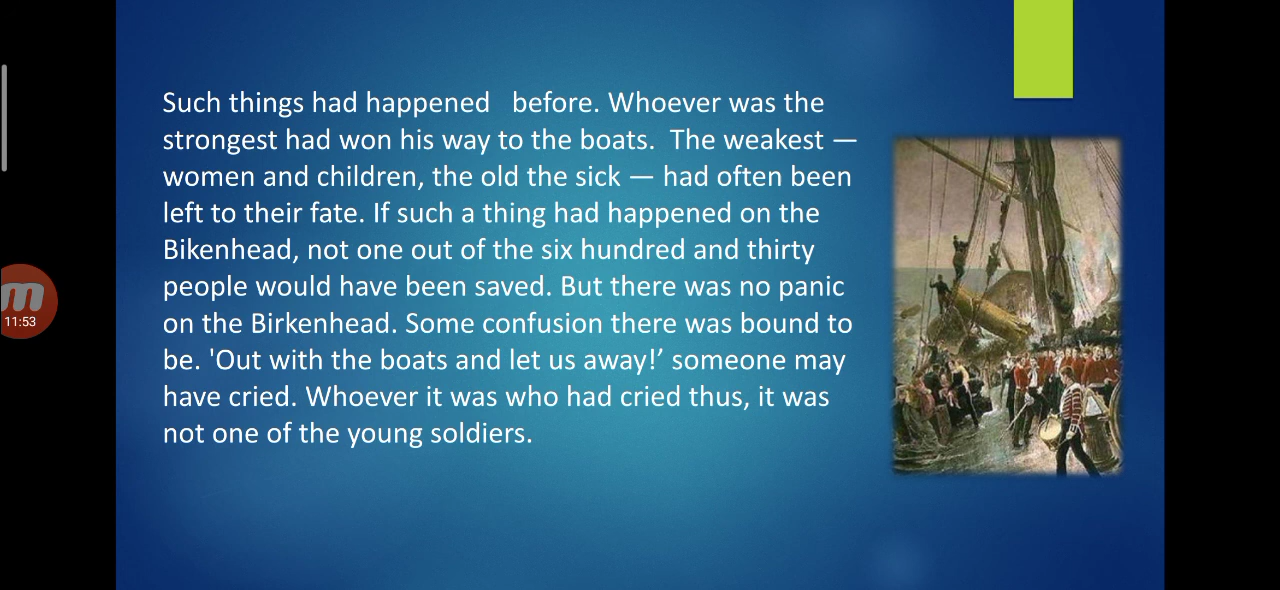 Such things had happened   before. Whoever was the
strongest had won his way to the boats.  The weakest —
women and children, the old the sick — had often been
left to their fate. If such a thing had happened on the
Bikenhead, not one out of the six hundred and thirty
people would have been saved. But there was no panic
on the Birkenhead. Some confusion there was bound to
be. 'Out with the boats and let us away!’ someone may
have cried. Whoever it was who had cried thus, it was
not one of the young soldiers.
m
11:53